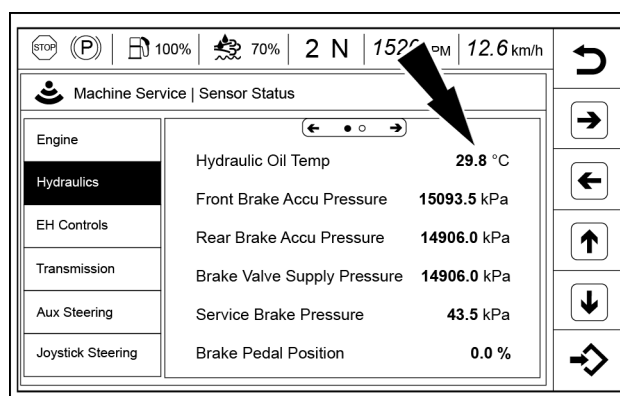 STOP (P) 100% 70% 2 N 1520 PM 12.6 km/h
Machine Service | Sensor Status
Engine
Hydraulics
EH Controls
Transmission
Aux Steering
Joystick Steering
Hydraulic Oil Temp 29.8 °C
Front Brake Accu Pressure 15093.5 kPa
Rear Brake Accu Pressure 14906.0 kPa
Brake Valve Supply Pressure 14906.0 kPa
Service Brake Pressure 43.5 kPa
Brake Pedal Position 0.0 %